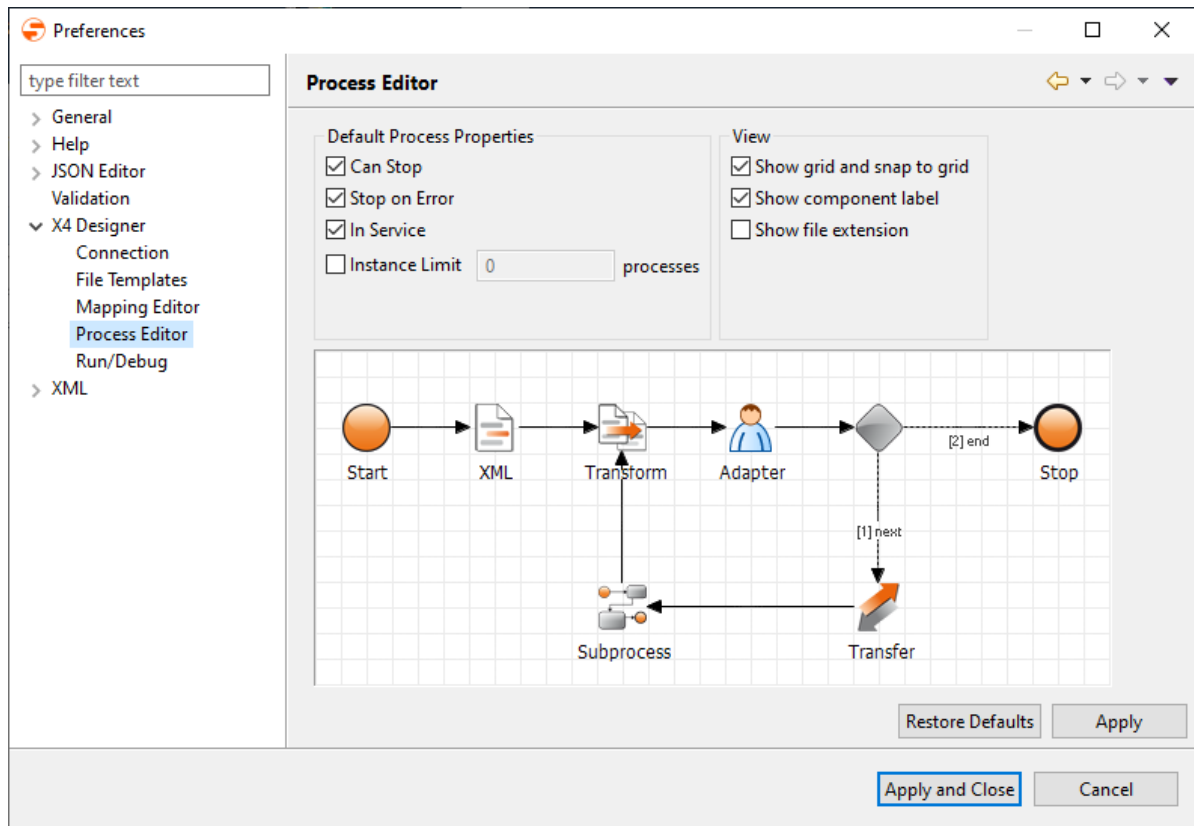 Preferences
type filter text
General
Help
JSON Editor
Validation
X4 Designer
Connection
File Templates
Mapping Editor
Process Editor
Run/Debug
XML
Process Editor
Default Process Properties
Can Stop
Stop on Error
In Service
Instance Limit 0 processes
View
Show grid and snap to grid
Show component label
Show file extension
[2] end
Start XML Transform Adapter Stop
[1] next
Subprocess Transfer
Restore Defaults Apply
Apply and Close Cancel